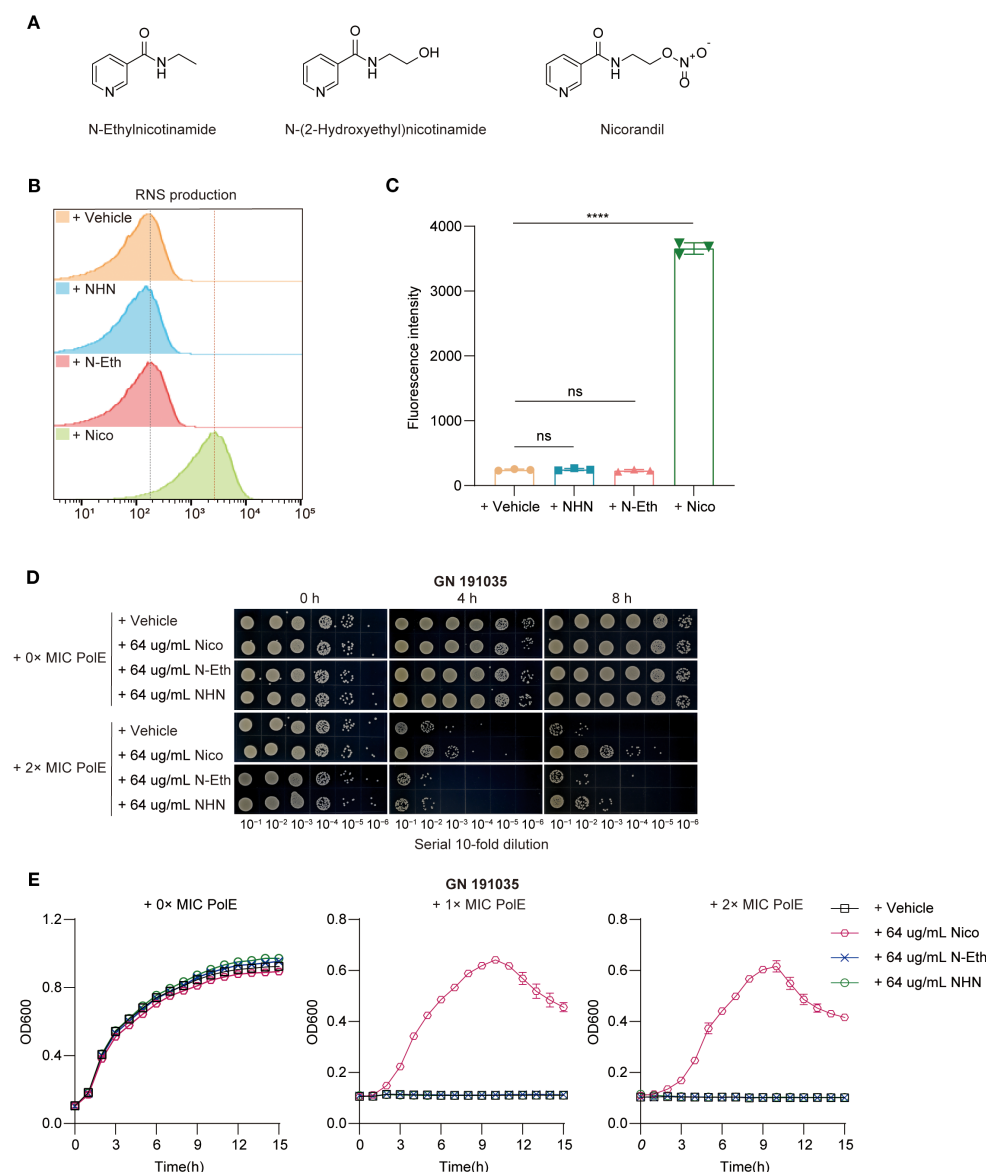 A
O
N
H
N
N-Ethylnicotinamide
O
N
H
OH
N
N-(2-Hydroxyethyl)nicotinamide
O
N
H
O
N⁺
O⁻
O
N
Nicorandil
B
RNS production
+ Vehicle
+ NHN
+ N-Eth
+ Nico
10¹ 10² 10³ 10⁴ 10⁵
C
****
4000
3000
2000
1000
0
Fluorescence intensity
ns
ns
+ Vehicle + NHN + N-Eth + Nico
D
GN 191035
0 h 4 h 8 h
+ 0× MIC PolE
+ Vehicle
+ 64 ug/mL Nico
+ 64 ug/mL N-Eth
+ 64 ug/mL NHN
+ 2× MIC PolE
+ Vehicle
+ 64 ug/mL Nico
+ 64 ug/mL N-Eth
+ 64 ug/mL NHN
10⁻¹ 10⁻² 10⁻³ 10⁻⁴ 10⁻⁵ 10⁻⁶ 10⁻¹ 10⁻² 10⁻³ 10⁻⁴ 10⁻⁵ 10⁻⁶ 10⁻¹ 10⁻² 10⁻³ 10⁻⁴ 10⁻⁵ 10⁻⁶
Serial 10-fold dilution
E
GN 191035
+ 0× MIC PolE
1.2
0.8
0.4
0.0
OD600
0 3 6 9 12 15
Time(h)
+ 1× MIC PolE
0.8
0.6
0.4
0.2
0.0
OD600
0 3 6 9 12 15
Time(h)
+ 2× MIC PolE
0.8
0.6
0.4
0.2
0.0
OD600
0 3 6 9 12 15
Time(h)
+ Vehicle
+ 64 ug/mL Nico
+ 64 ug/mL N-Eth
+ 64 ug/mL NHN